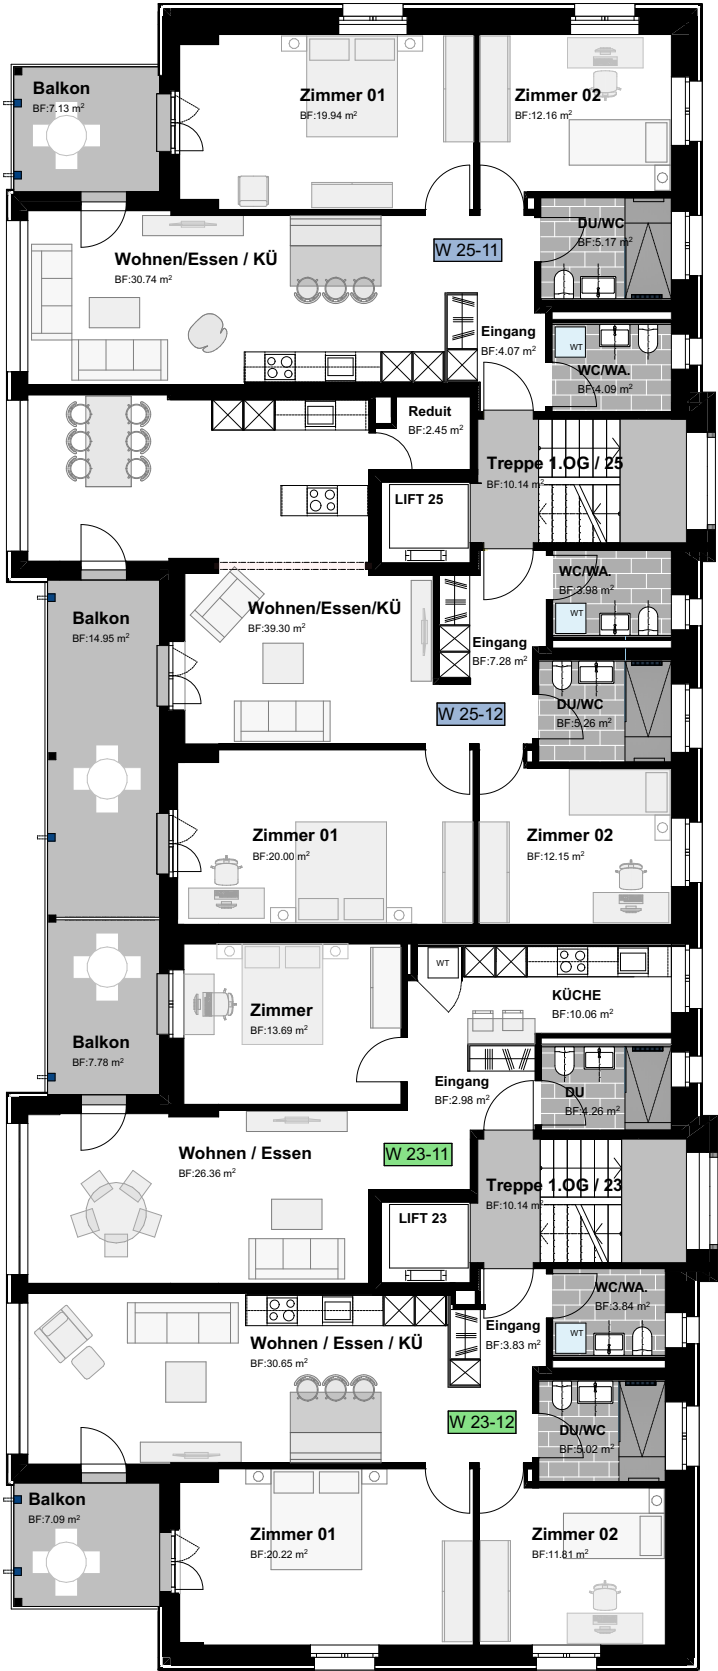 Balkon
BF:7.13 m²
Zimmer 01
BF:19.94 m²
Zimmer 02
BF:12.16 m²
Wohnen/Essen / KÜ
BF:30.74 m²
W 25-11
DU/WC
BF:5.17 m²
Eingang
BF:4.07 m²
WT
WC/WA.
BF:4.09 m²
Reduit
BF:2.45 m²
Treppe 1.OG / 25
BF:10.14 m²
LIFT 25
WC/WA.
BF:3.98 m²
WT
Balkon
BF:14.95 m²
Wohnen/Essen/KÜ
BF:39.30 m²
Eingang
BF:7.28 m²
W 25-12
DU/WC
BF:5.26 m²
Zimmer 01
BF:20.00 m²
Zimmer 02
BF:12.15 m²
Balkon
BF:7.78 m²
Zimmer
BF:13.69 m²
WT
KÜCHE
BF:10.06 m²
Eingang
BF:2.98 m²
DU
BF:4.26 m²
Wohnen / Essen
BF:26.36 m²
W 23-11
Treppe 1.OG / 23
BF:10.14 m²
LIFT 23
WC/WA.
BF:3.84 m²
WT
Wohnen / Essen / KÜ
BF:30.65 m²
Eingang
BF:3.83 m²
W 23-12
DU/WC
BF:5.02 m²
Balkon
BF:7.09 m²
Zimmer 01
BF:20.22 m²
Zimmer 02
BF:11.81 m²